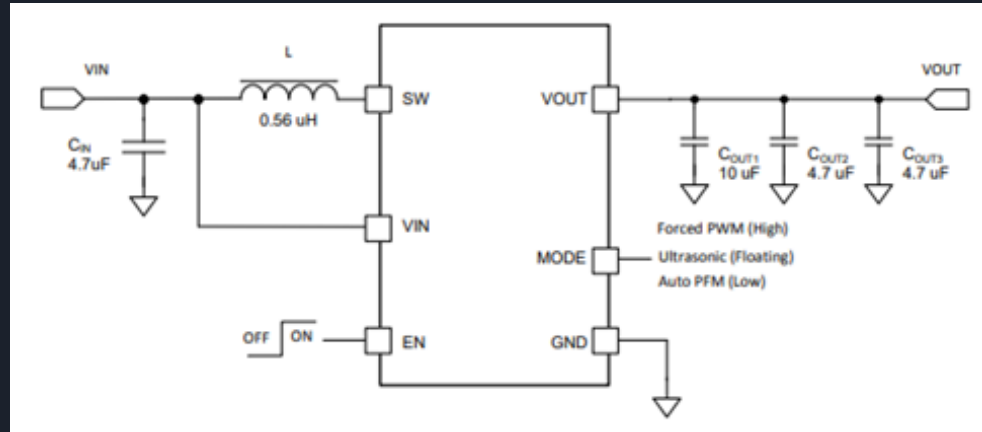 L
VIN
VOUT
SW
VOUT
0.56 uH
CIN
4.7uF
COUT1
10 uF
COUT2
4.7 uF
COUT3
4.7 uF
VIN
Forced PWM (High)
MODE
Ultrasonic (Floating)
Auto PFM (Low)
OFF
ON
EN
GND